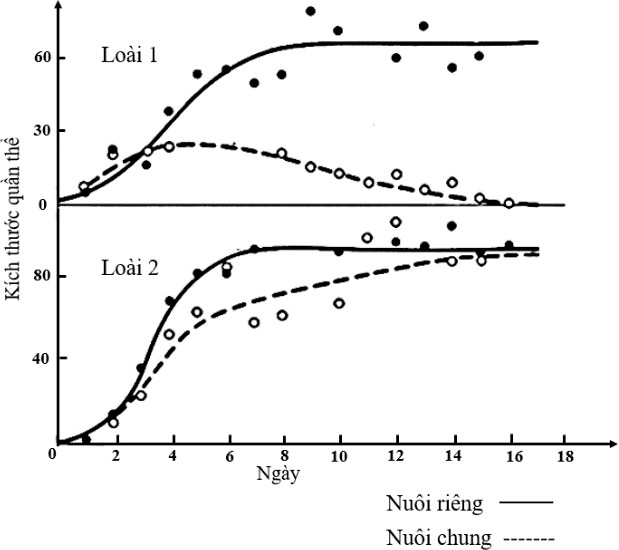 Loài 1
60
30
0
Kích thước quần thể
Loài 2
80
40
0
2
4
6
8
10
12
14
16
18
Ngày
Nuôi riêng
Nuôi chung